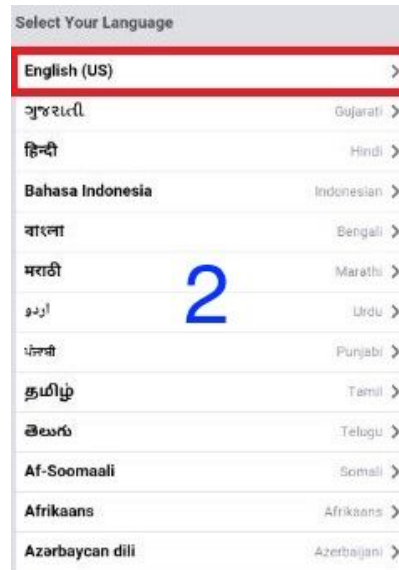 Select Your Language
English (US)
ગુજરાતી Gujarati
हिन्दी Hindi
Bahasa Indonesia Indonesian
বাংলা Bengali
मराठी Marathi
2
اردو Urdu
ਪੰਜਾਬੀ Punjabi
தமிழ் Tamil
తెలుగు Telugu
Af-Soomaali Somali
Afrikaans Afrikaans
Azərbaycan dili Azerbaijani